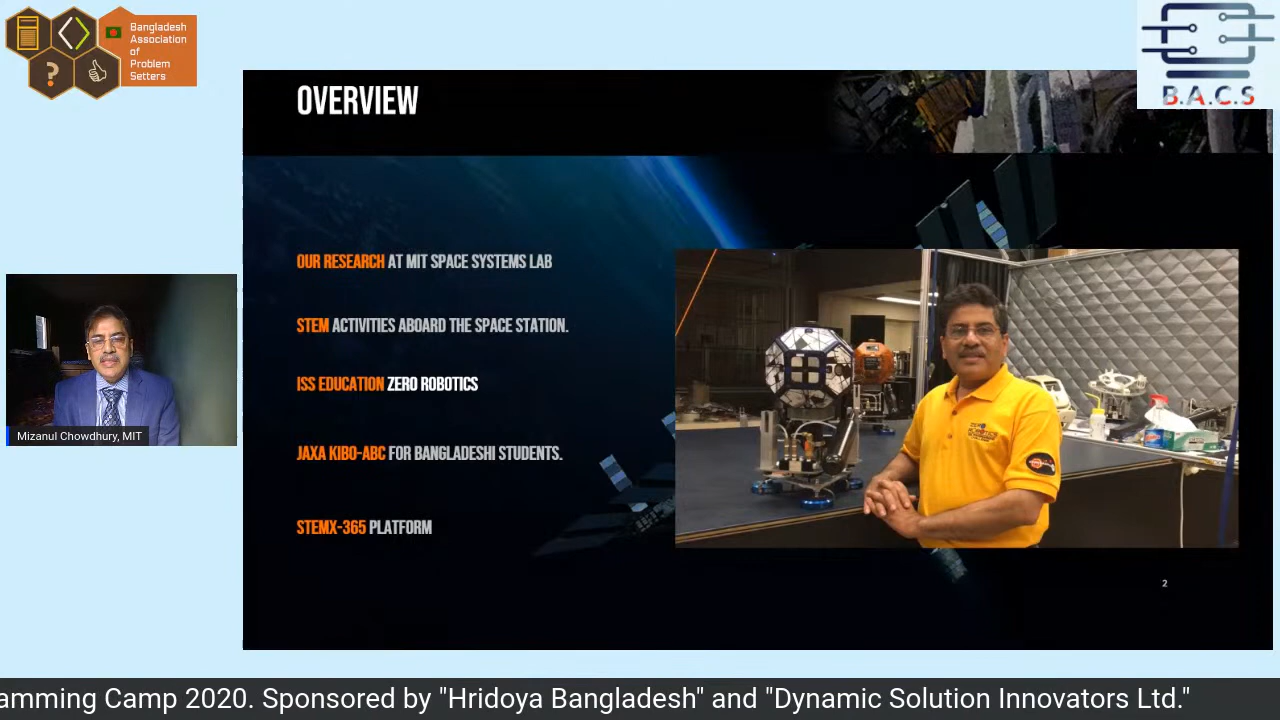 Bangladesh
Association
of
Problem
Setters
B.A.C.S
OVERVIEW
OUR RESEARCH AT MIT SPACE SYSTEMS LAB
STEM ACTIVITIES ABOARD THE SPACE STATION.
ISS EDUCATION ZERO ROBOTICS
JAXA KIBO-ABC FOR BANGLADESHI STUDENTS.
STEMX-365 PLATFORM
2
Mizanul Chowdhury, MIT
amming Camp 2020. Sponsored by "Hridoya Bangladesh" and "Dynamic Solution Innovators Ltd."